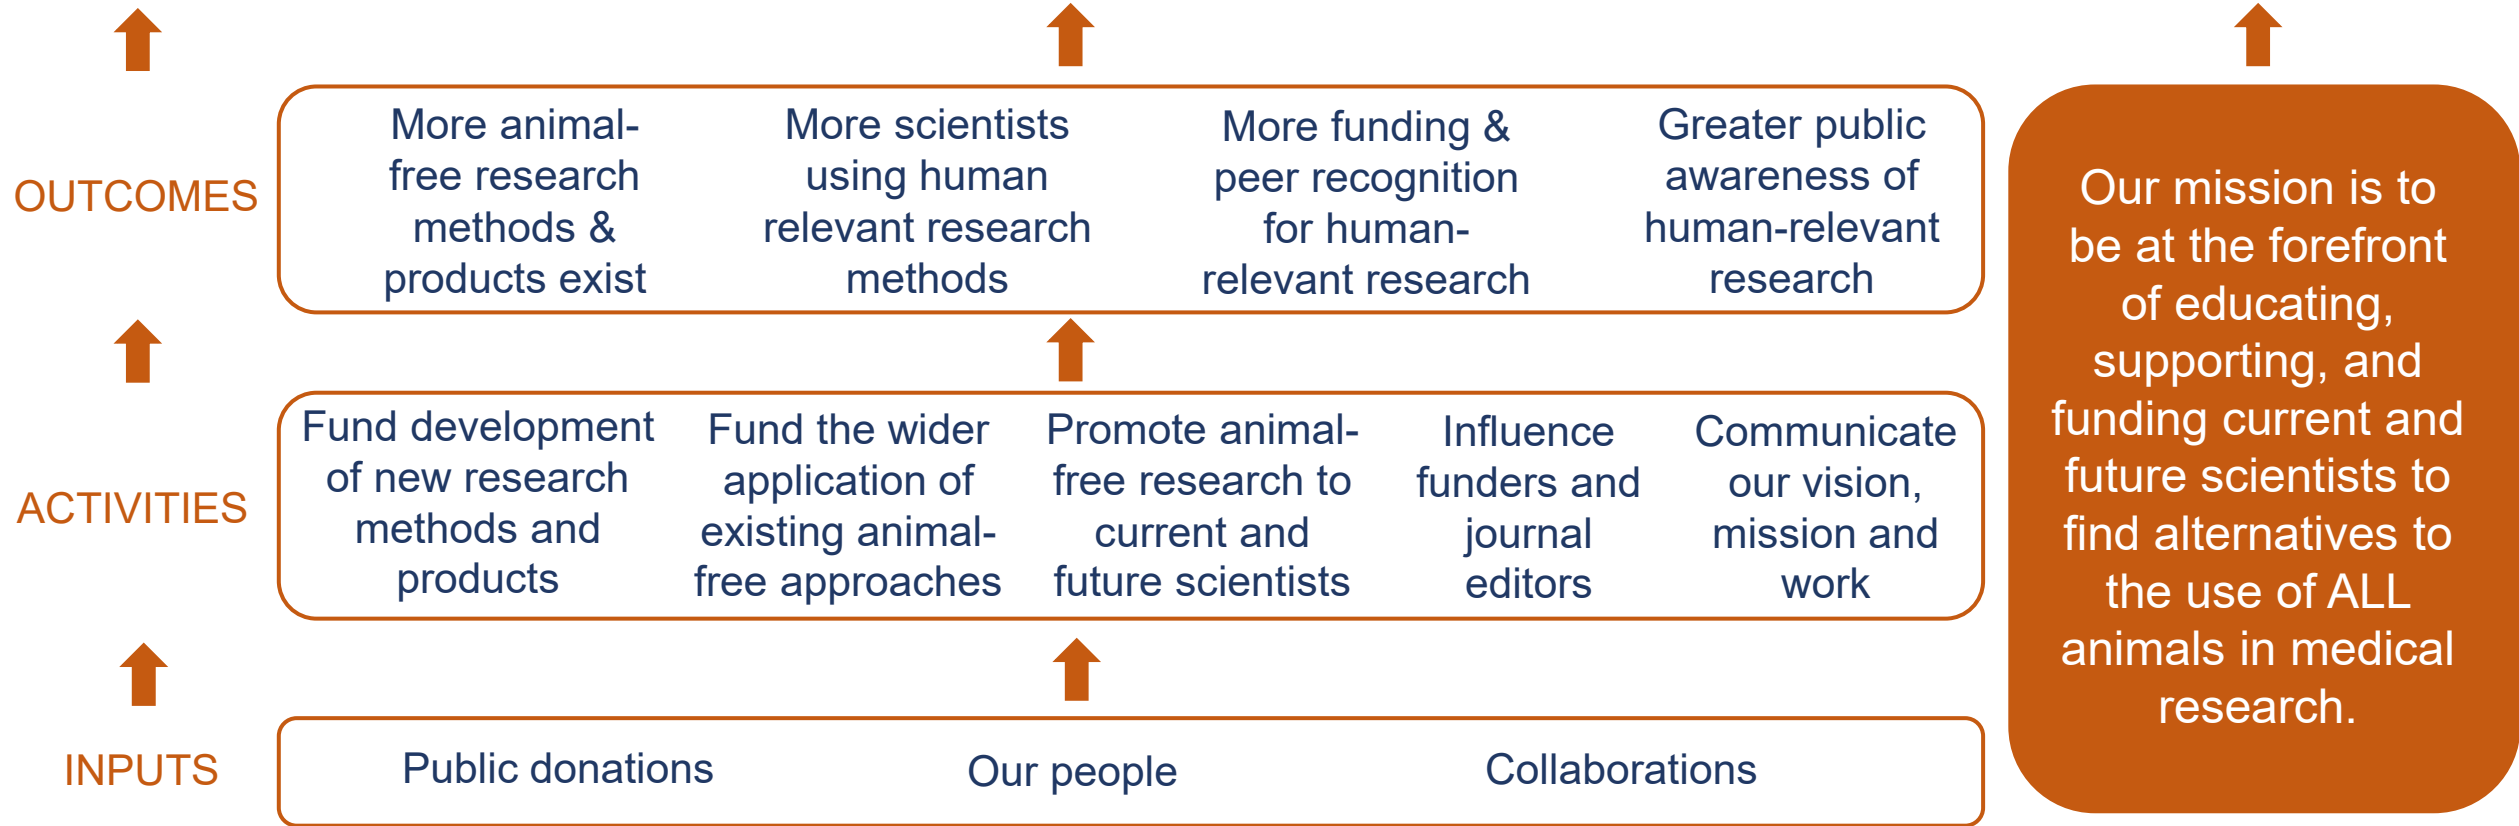 OUTCOMES
More animal-
free research
methods &
products exist
More scientists
using human
relevant research
methods
More funding &
peer recognition
for human-
relevant research
Greater public
awareness of
human-relevant
research
ACTIVITIES
Fund development
of new research
methods and
products
Fund the wider
application of
existing animal-
free approaches
Promote animal-
free research to
current and
future scientists
Influence
funders and
journal
editors
Communicate
our vision,
mission and
work
INPUTS
Public donations
Our people
Collaborations
Our mission is to
be at the forefront
of educating,
supporting, and
funding current and
future scientists to
find alternatives to
the use of ALL
animals in medical
research.